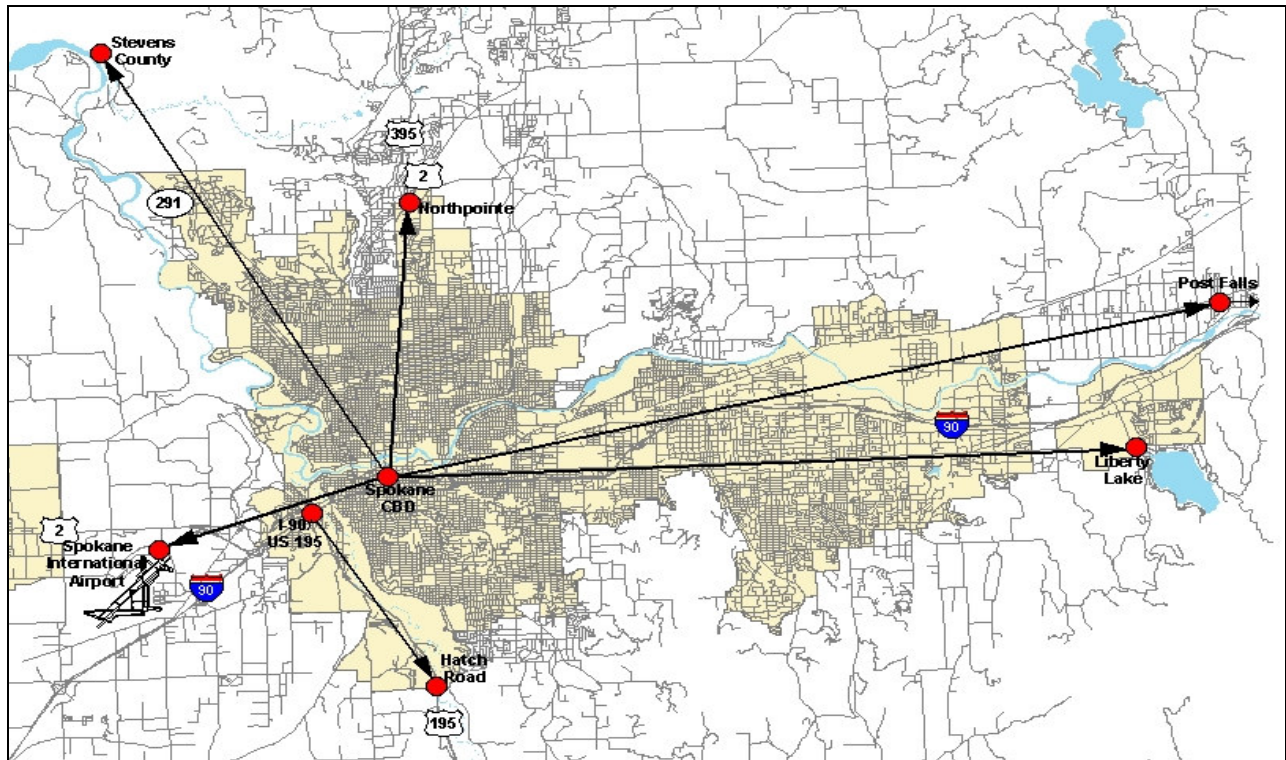 Stevens
County
395
2
291
Northpointe
Post Falls
90
Liberty
Lake
Spokane
CBD
I-90/
US 195
2
Spokane
International
Airport
90
Hatch
Road
195